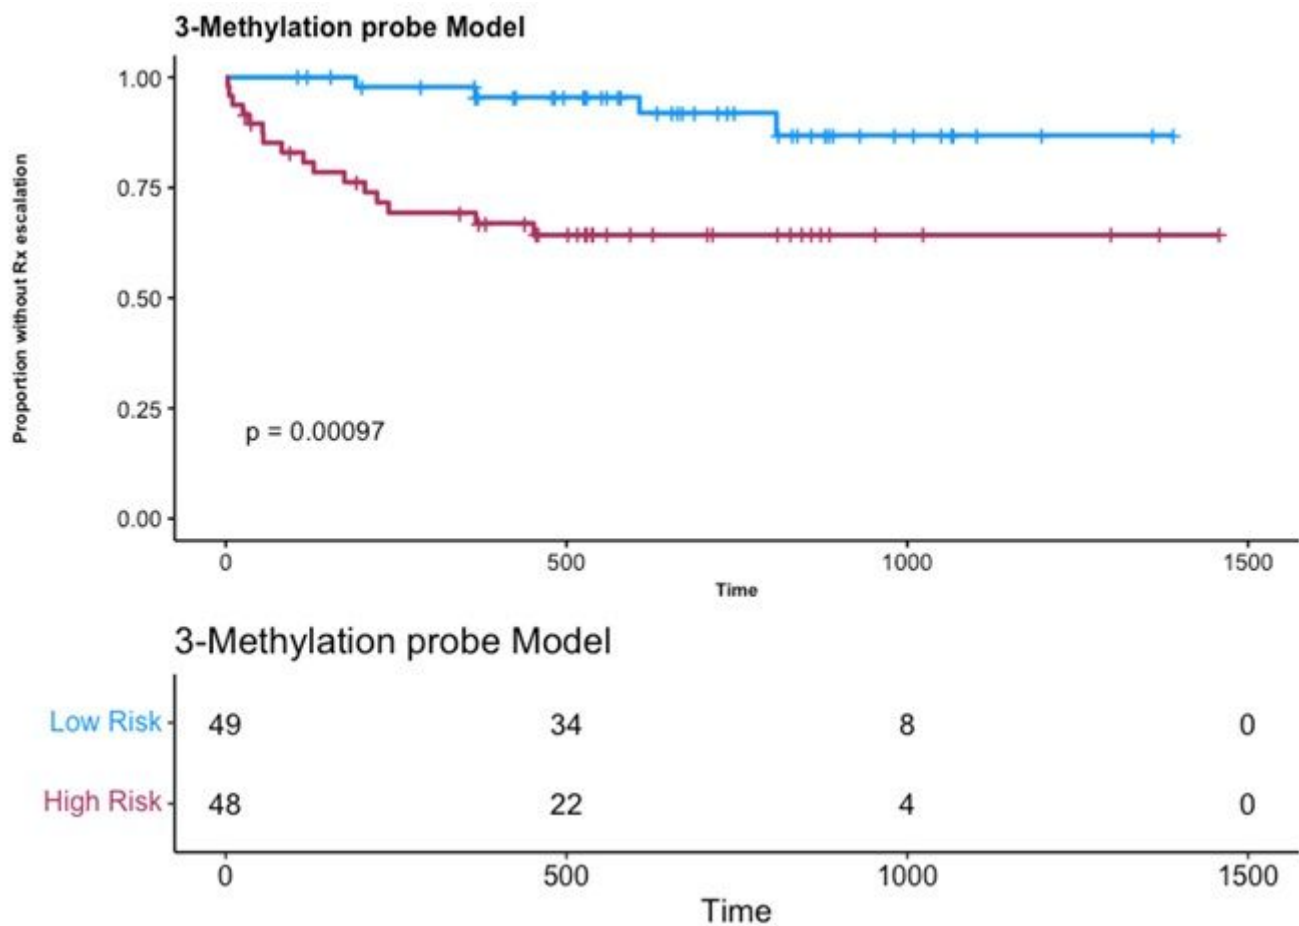 3-Methylation probe Model
Proportion without Rx escalation
1.00
0.75
0.50
0.25
0.00
p = 0.00097
0 500 1000 1500
Time
3-Methylation probe Model
Low Risk 49 34 8 0
High Risk 48 22 4 0
0 500 1000 1500
Time